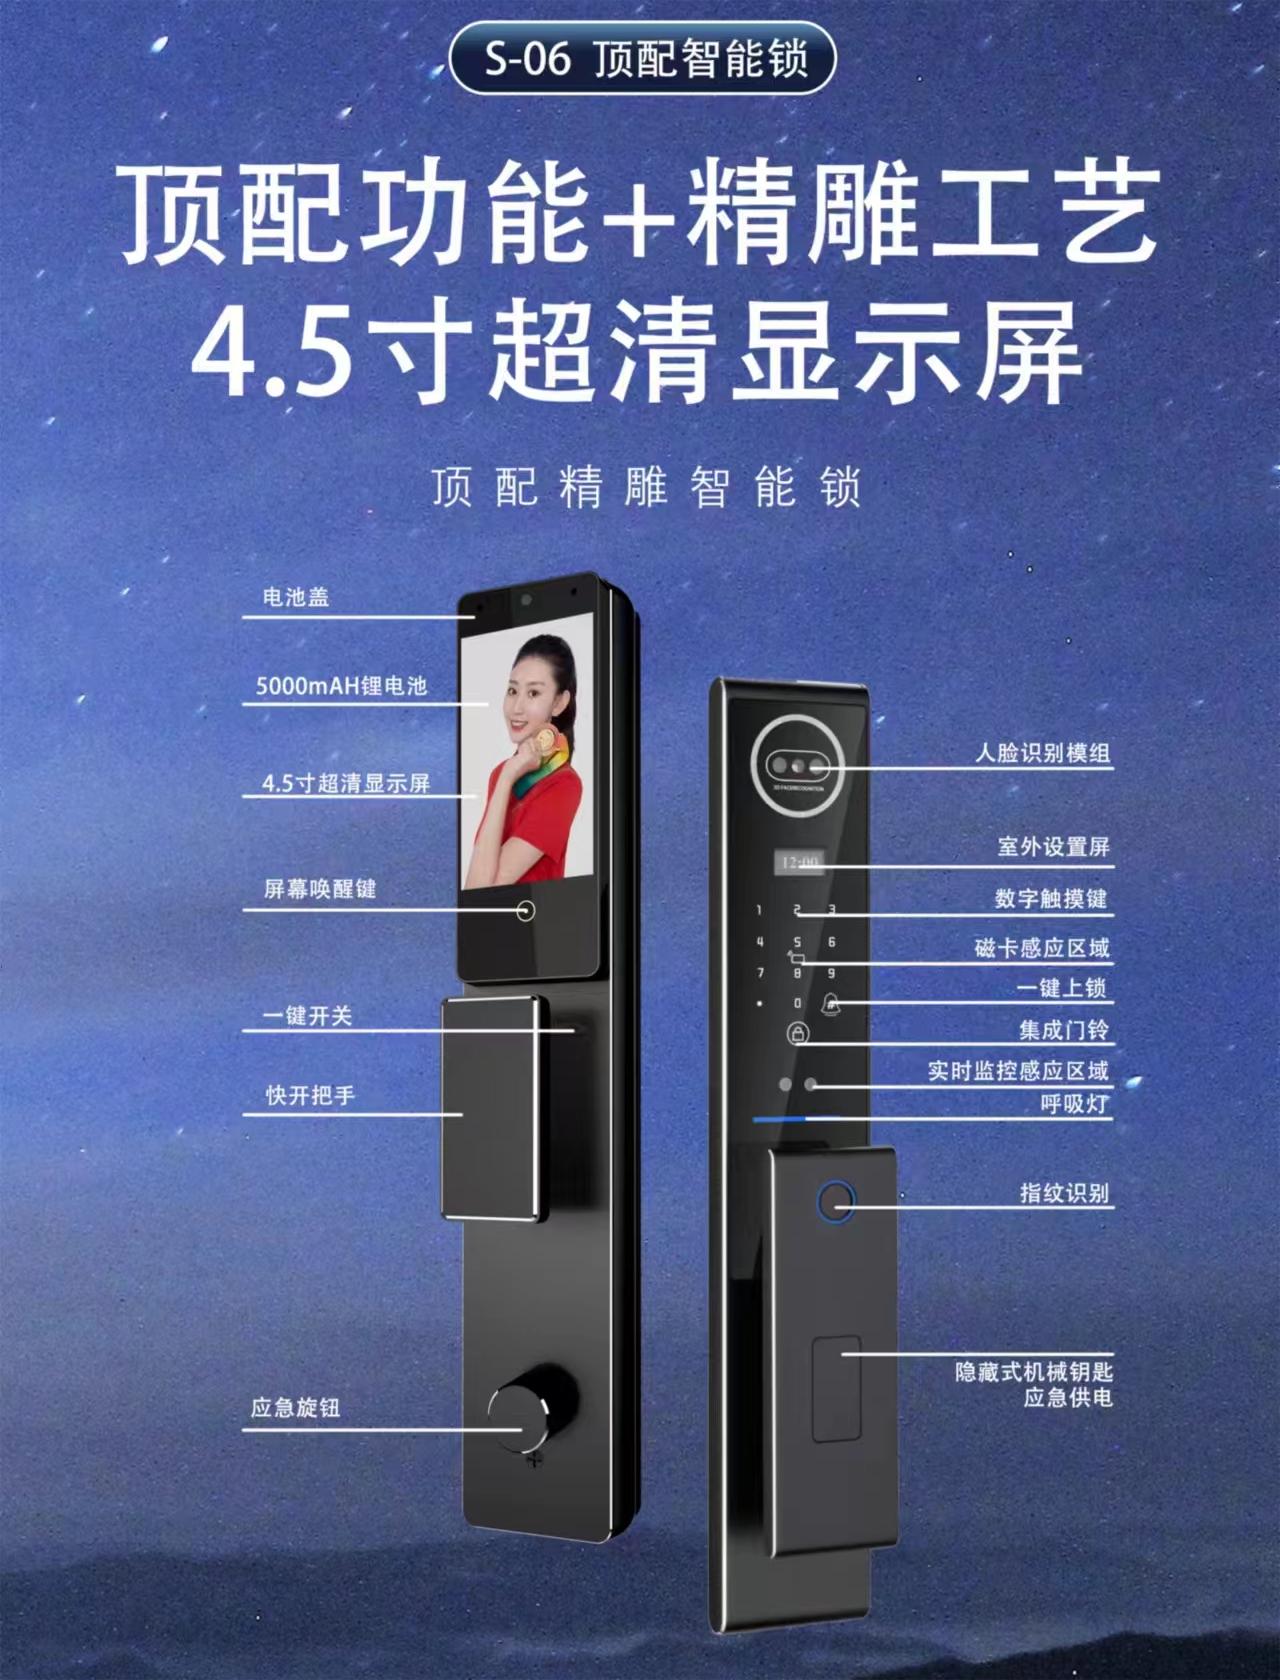 S-06 顶配智能锁
顶配功能+精雕工艺
4.5寸超清显示屏
顶配精雕智能锁
电池盖
5000mAH锂电池
4.5寸超清显示屏
屏幕唤醒键
一键开关
快开把手
应急旋钮
3D FACERECOGNITION
12:00
1 2 3
4 5 6
7 8 9
0 #
人脸识别模组
室外设置屏
数字触摸键
磁卡感应区域
一键上锁
集成门铃
实时监控感应区域
呼吸灯
指纹识别
隐藏式机械钥匙
应急供电